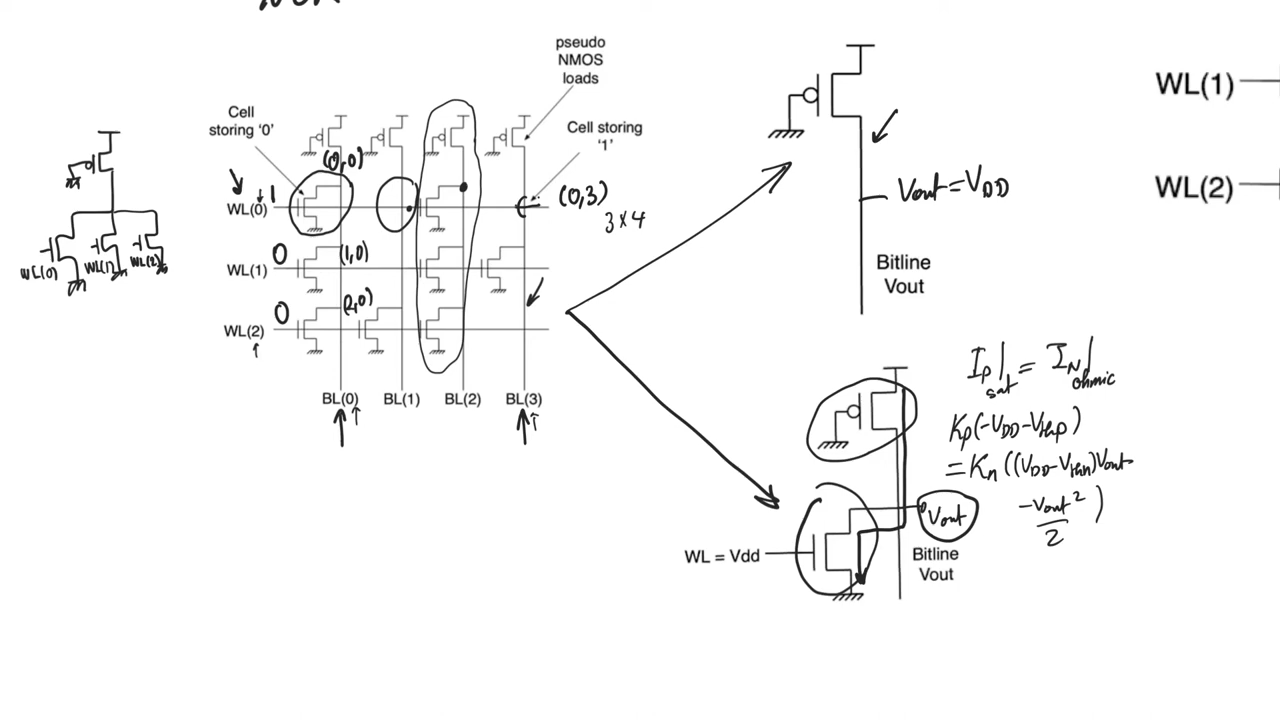 pseudo
NMOS
loads
Cell
storing '0'
Cell storing
'1'
(0,0)
1
WL(0)
(0,3)
3 x 4
0
WL(1)
(1,0)
0
WL(2)
(2,0)
BL(0)
BL(1)
BL(2)
BL(3)
WL(0)
WL(1)
WL(2)
Vout = VDD
Bitline
Vout
WL(1)
WL(2)
WL = Vdd
Vout
Bitline
Vout
IP|sat = IN|ohmic
Kp(-VDD-Vthp)
= Kn((VDD-Vthn)Vout
-Vout²/2)